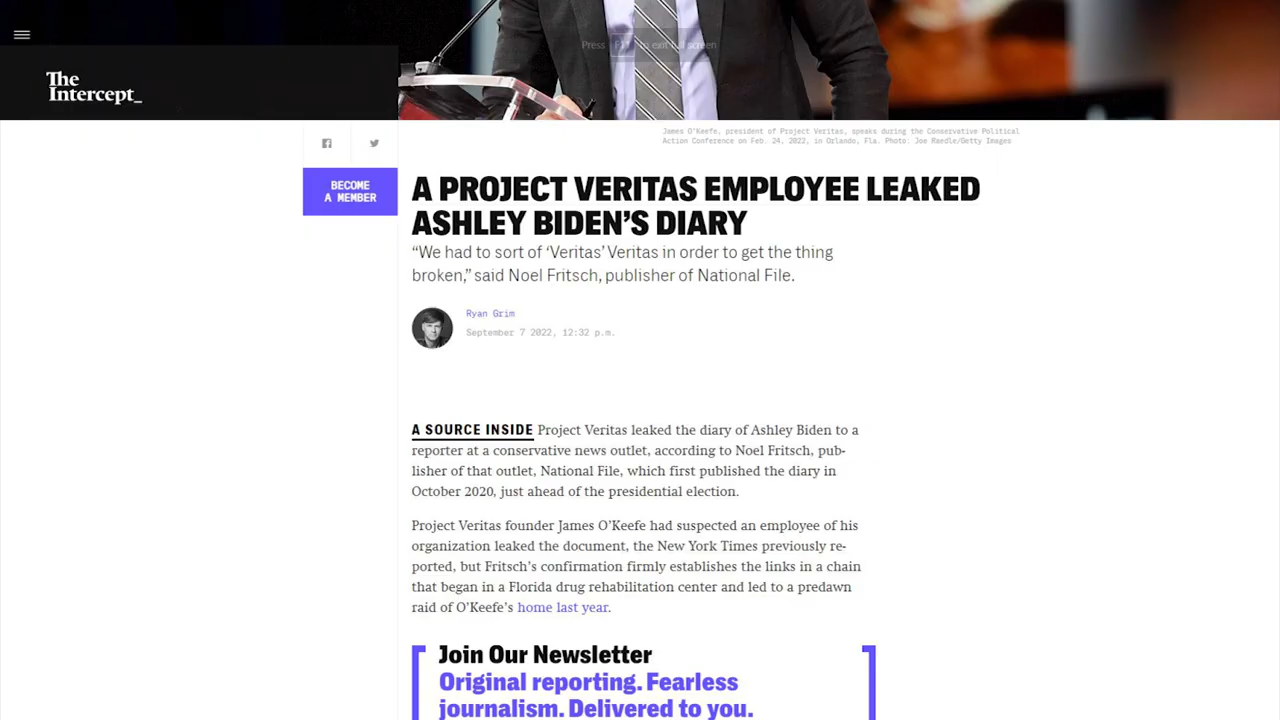 Press F11 to exit full screen
The
Intercept_
James O'Keefe, president of Project Veritas, speaks during the Conservative Political
Action Conference on Feb. 24, 2022, in Orlando, Fla. Photo: Joe Raedle/Getty Images
BECOME
A MEMBER
A PROJECT VERITAS EMPLOYEE LEAKED
ASHLEY BIDEN’S DIARY
“We had to sort of ‘Veritas’ Veritas in order to get the thing
broken,” said Noel Fritsch, publisher of National File.
Ryan Grim
September 7 2022, 12:32 p.m.
A SOURCE INSIDE Project Veritas leaked the diary of Ashley Biden to a
reporter at a conservative news outlet, according to Noel Fritsch, pub-
lisher of that outlet, National File, which first published the diary in
October 2020, just ahead of the presidential election.
Project Veritas founder James O’Keefe had suspected an employee of his
organization leaked the document, the New York Times previously re-
ported, but Fritsch’s confirmation firmly establishes the links in a chain
that began in a Florida drug rehabilitation center and led to a predawn
raid of O’Keefe’s home last year.
Join Our Newsletter
Original reporting. Fearless
journalism. Delivered to you.